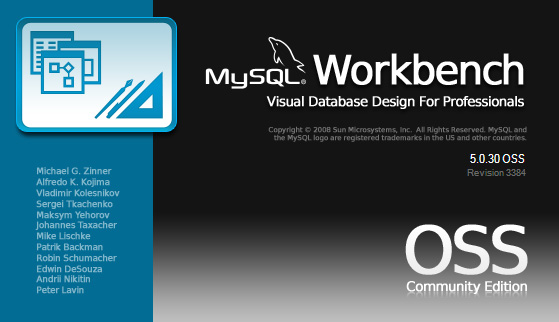 MySQL® Workbench
Visual Database Design For Professionals
Copyright © 2008 Sun Microsystems, Inc. All Rights Reserved. MySQL and
the MySQL logo are registered trademarks in the US and other countries.
5.0.30 OSS
Revision 3384
Michael G. Zinner
Alfredo K. Kojima
Vladimir Kolesnikov
Sergei Tkachenko
Maksym Yehorov
Johannes Taxacher
Mike Lischke
Patrik Backman
Robin Schumacher
Edwin DeSouza
Andrii Nikitin
Peter Lavin
OSS
Community Edition